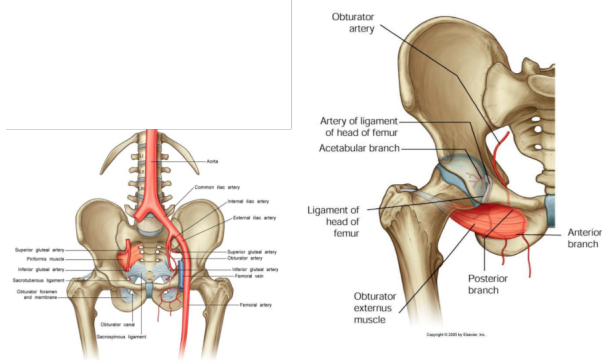 Aorta
Common iliac artery
Internal iliac artery
External iliac artery
Superior gluteal artery
Piriformis muscle
Inferior gluteal artery
Sacrotuberous ligament
Obturator foramen
and membrane
Obturator canal
Sacrospinous ligament
Superior gluteal artery
Obturator artery
Inferior gluteal artery
Femoral vein
Femoral artery
Obturator
artery
Artery of ligament
of head of femur
Acetabular branch
Ligament of
head of
femur
Obturator
externus
muscle
Posterior
branch
Anterior
branch
Copyright © 2005 by Elsevier, Inc.